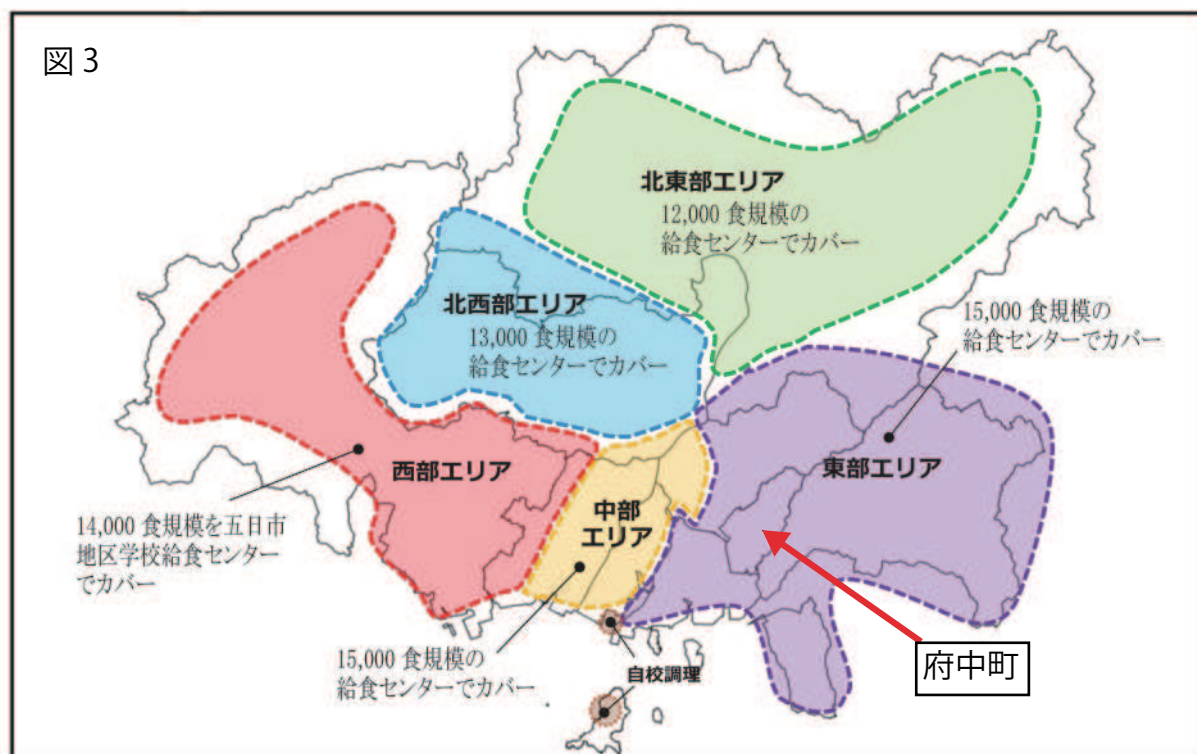 図 3
北東部エリア
12,000 食規模の
給食センターでカバー
北西部エリア
13,000 食規模の
給食センターでカバー
15,000 食規模の
給食センターでカバー
西部エリア
東部エリア
中部
エリア
14,000 食規模を五日市
地区学校給食センター
でカバー
15,000 食規模の
給食センターでカバー
自校調理
府中町